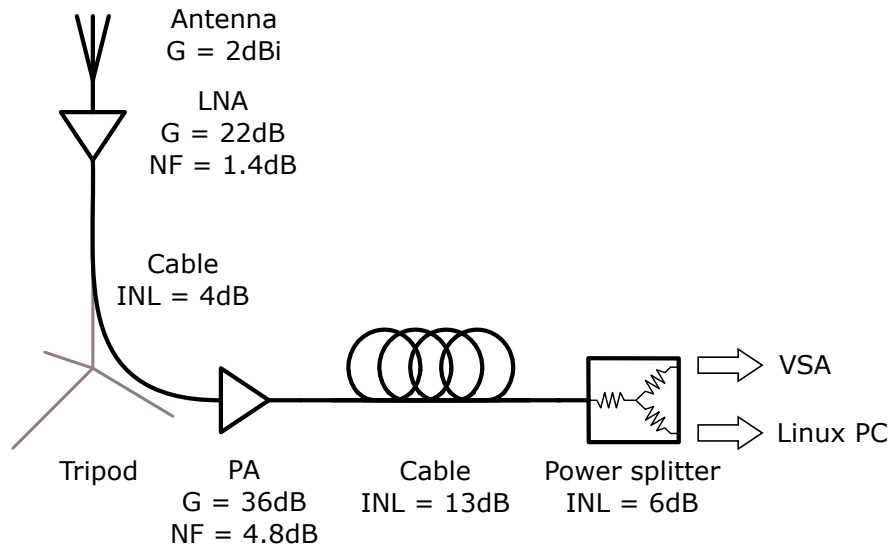 Antenna
G = 2dBi
LNA
G = 22dB
NF = 1.4dB
Cable
INL = 4dB
VSA
Linux PC
Tripod
PA
G = 36dB
NF = 4.8dB
Cable
INL = 13dB
Power splitter
INL = 6dB